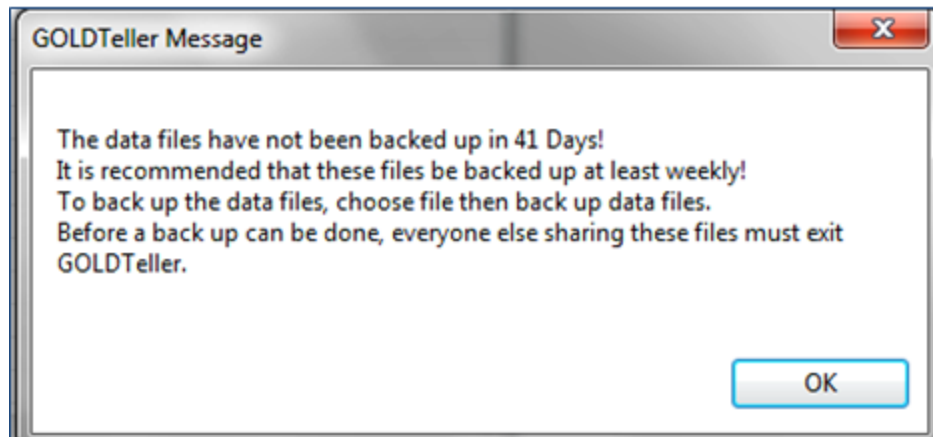 GOLDTeller Message
The data files have not been backed up in 41 Days!
It is recommended that these files be backed up at least weekly!
To back up the data files, choose file then back up data files.
Before a back up can be done, everyone else sharing these files must exit
GOLDTeller.
OK